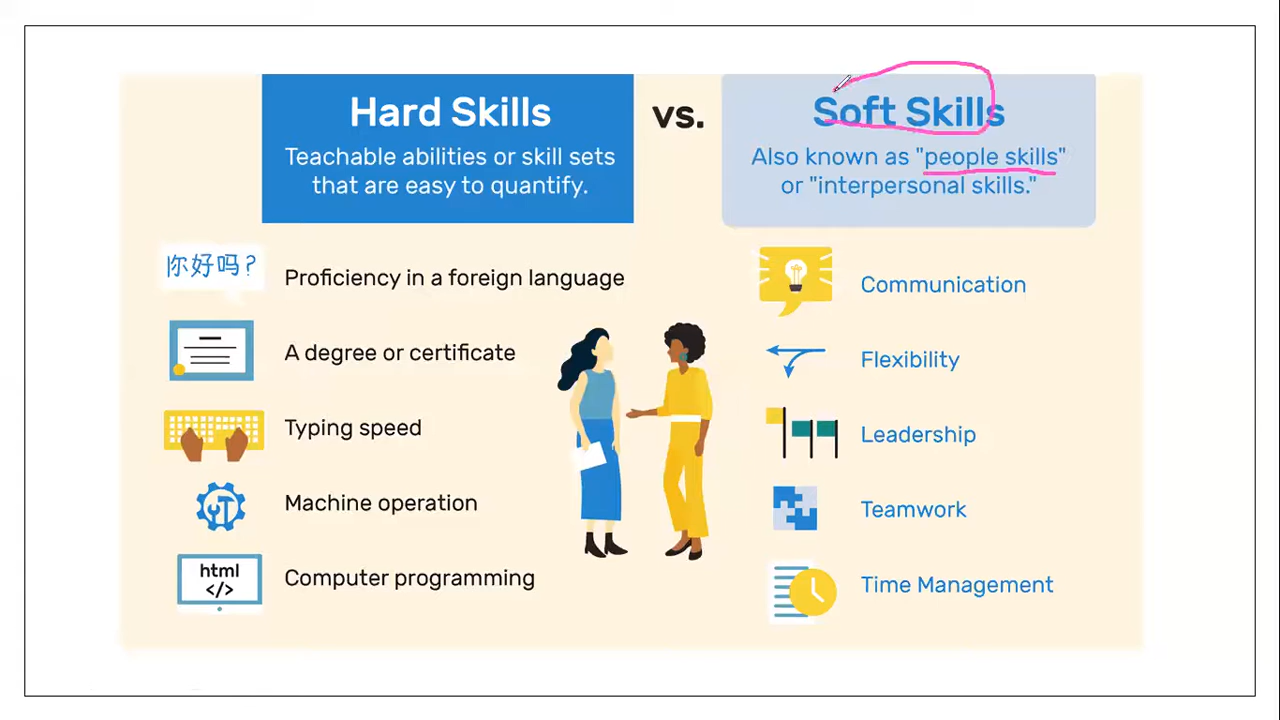 Hard Skills
Teachable abilities or skill sets
that are easy to quantify.
vs.
Soft Skills
Also known as "people skills"
or "interpersonal skills."
你好吗?
Proficiency in a foreign language
A degree or certificate
Typing speed
Machine operation
html
</>
Computer programming
Communication
Flexibility
Leadership
Teamwork
Time Management